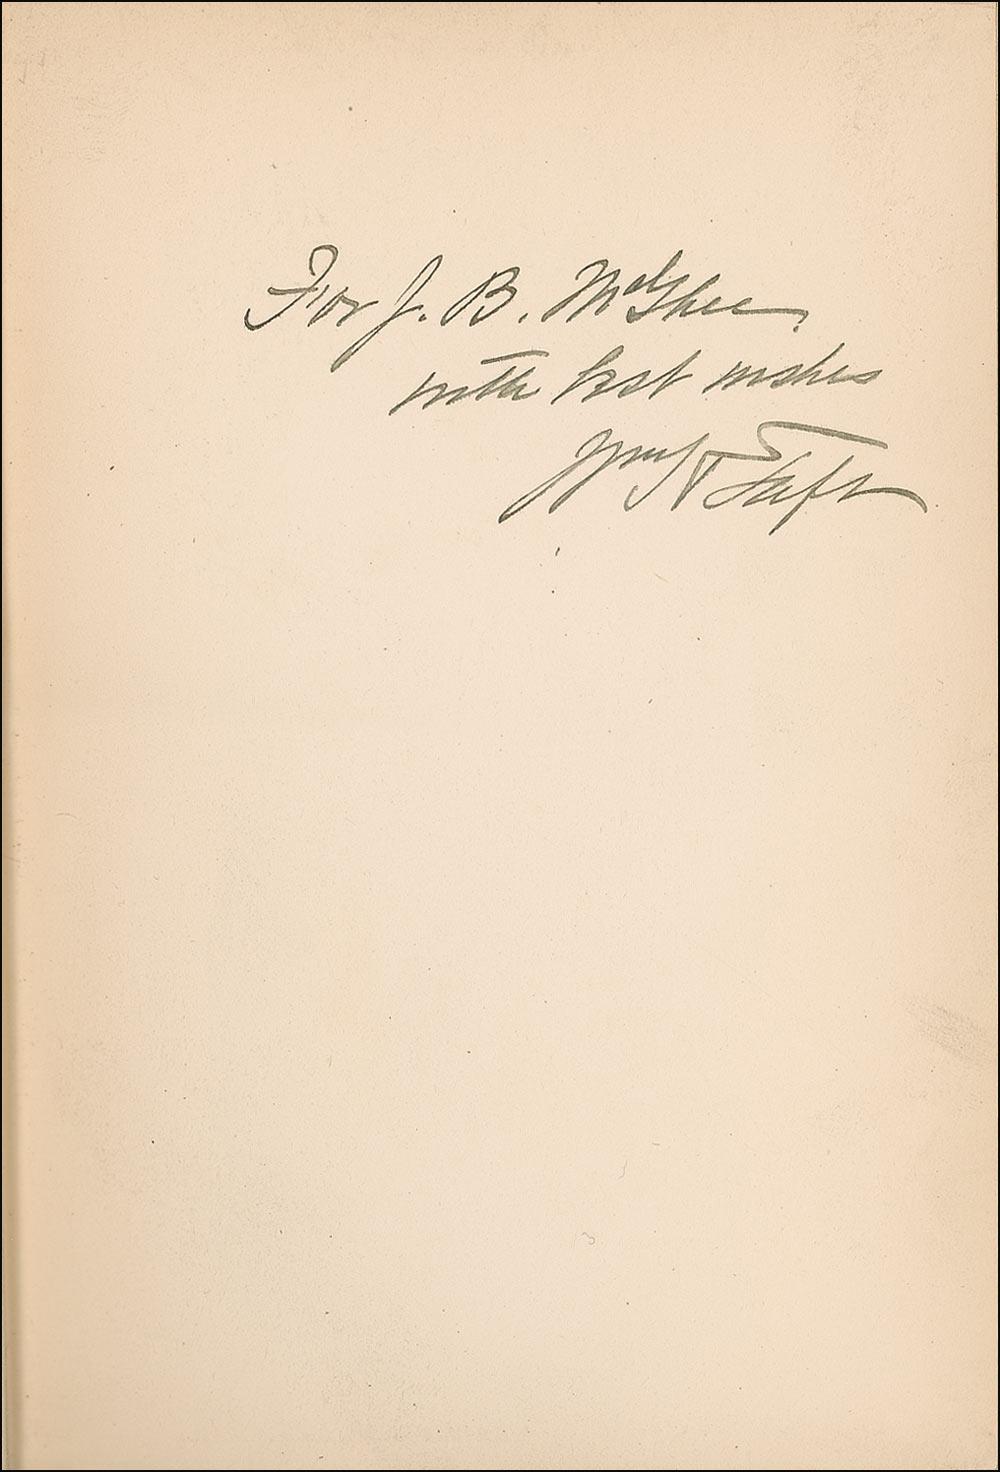 For J. B. McGhee,
with best wishes
Wm H Taft